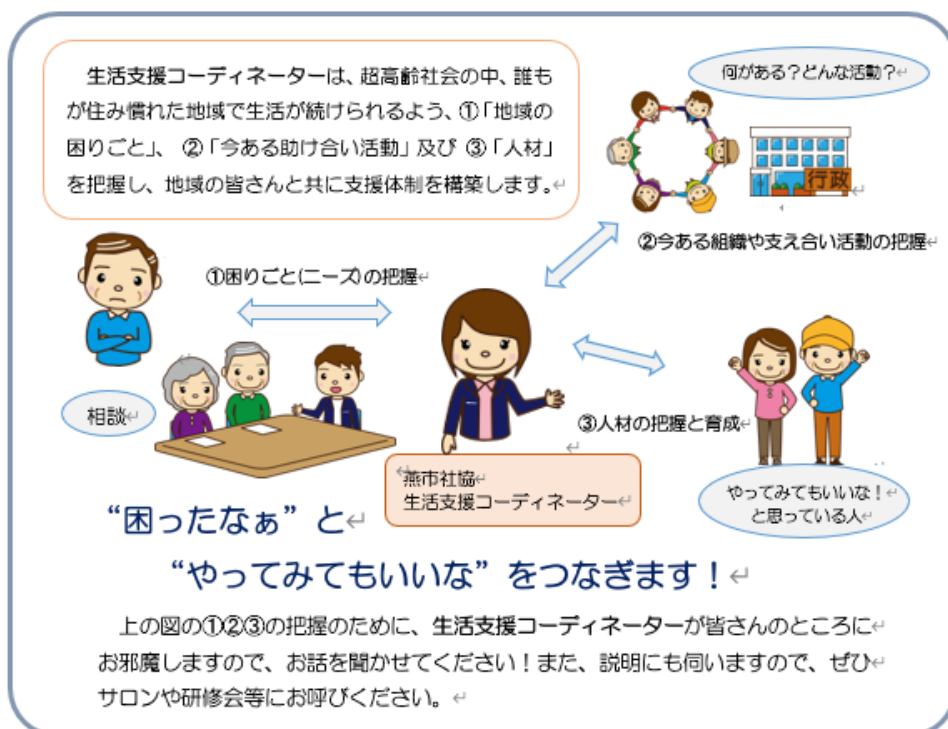 生活支援コーディネーターは、超高齢社会の中、誰も
が住み慣れた地域で生活が続けられるよう、①「地域の
困りごと」、②「今ある助け合い活動」及び ③「人材」
を把握し、地域の皆さんと共に支援体制を構築します。
何がある？どんな活動？
行政
②今ある組織や支え合い活動の把握
①困りごと(ニーズ)の把握
相談
③人材の把握と育成
燕市社協
生活支援コーディネーター
やってみてもいいな！
と思っている人
“困ったなぁ”と
“やってみてもいいな”をつなぎます！
上の図の①②③の把握のために、生活支援コーディネーターが皆さんのところに
お邪魔しますので、お話を聞かせてください！また、説明にも伺いますので、ぜひ
サロンや研修会等にお呼びください。